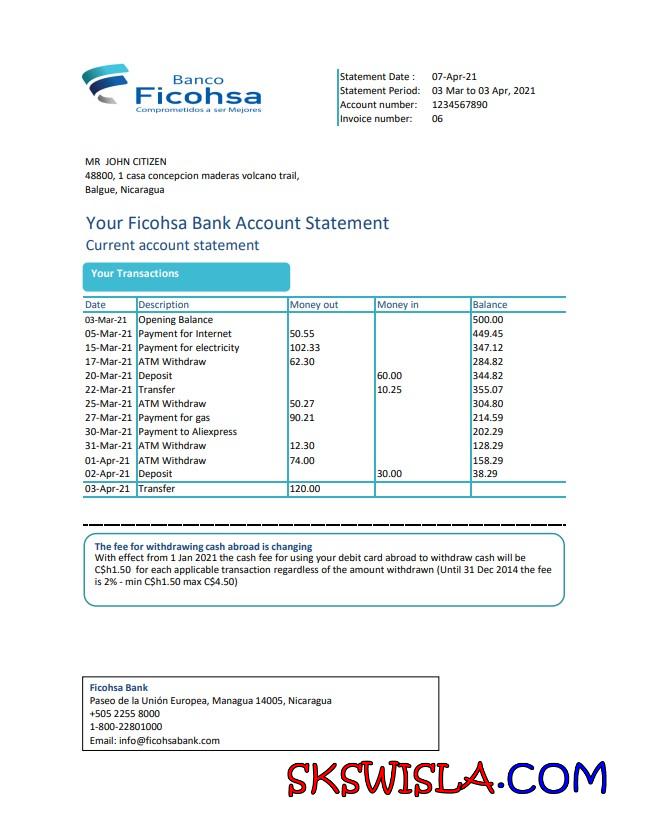 Banco
Ficohsa
Comprometidos a ser Mejores
Statement Date : 07-Apr-21
Statement Period: 03 Mar to 03 Apr, 2021
Account number: 1234567890
Invoice number: 06
MR JOHN CITIZEN
48800, 1 casa concepcion maderas volcano trail,
Balgue, Nicaragua
Your Ficohsa Bank Account Statement
Current account statement
Your Transactions
Date Description Money out Money in Balance
03-Mar-21 Opening Balance 500.00
05-Mar-21 Payment for Internet 50.55 449.45
15-Mar-21 Payment for electricity 102.33 347.12
17-Mar-21 ATM Withdraw 62.30 284.82
20-Mar-21 Deposit 60.00 344.82
22-Mar-21 Transfer 10.25 355.07
25-Mar-21 ATM Withdraw 50.27 304.80
27-Mar-21 Payment for gas 90.21 214.59
30-Mar-21 Payment to Aliexpress 202.29
31-Mar-21 ATM Withdraw 12.30 128.29
01-Apr-21 ATM Withdraw 74.00 158.29
02-Apr-21 Deposit 30.00 38.29
03-Apr-21 Transfer 120.00
The fee for withdrawing cash abroad is changing
With effect from 1 Jan 2021 the cash fee for using your debit card abroad to withdraw cash will be
C$h1.50 for each applicable transaction regardless of the amount withdrawn (Until 31 Dec 2014 the fee
is 2% - min C$h1.50 max C$4.50)
Ficohsa Bank
Paseo de la Unión Europea, Managua 14005, Nicaragua
+505 2255 8000
1-800-22801000
Email: info@ficohsabank.com
SKSWISLA.COM